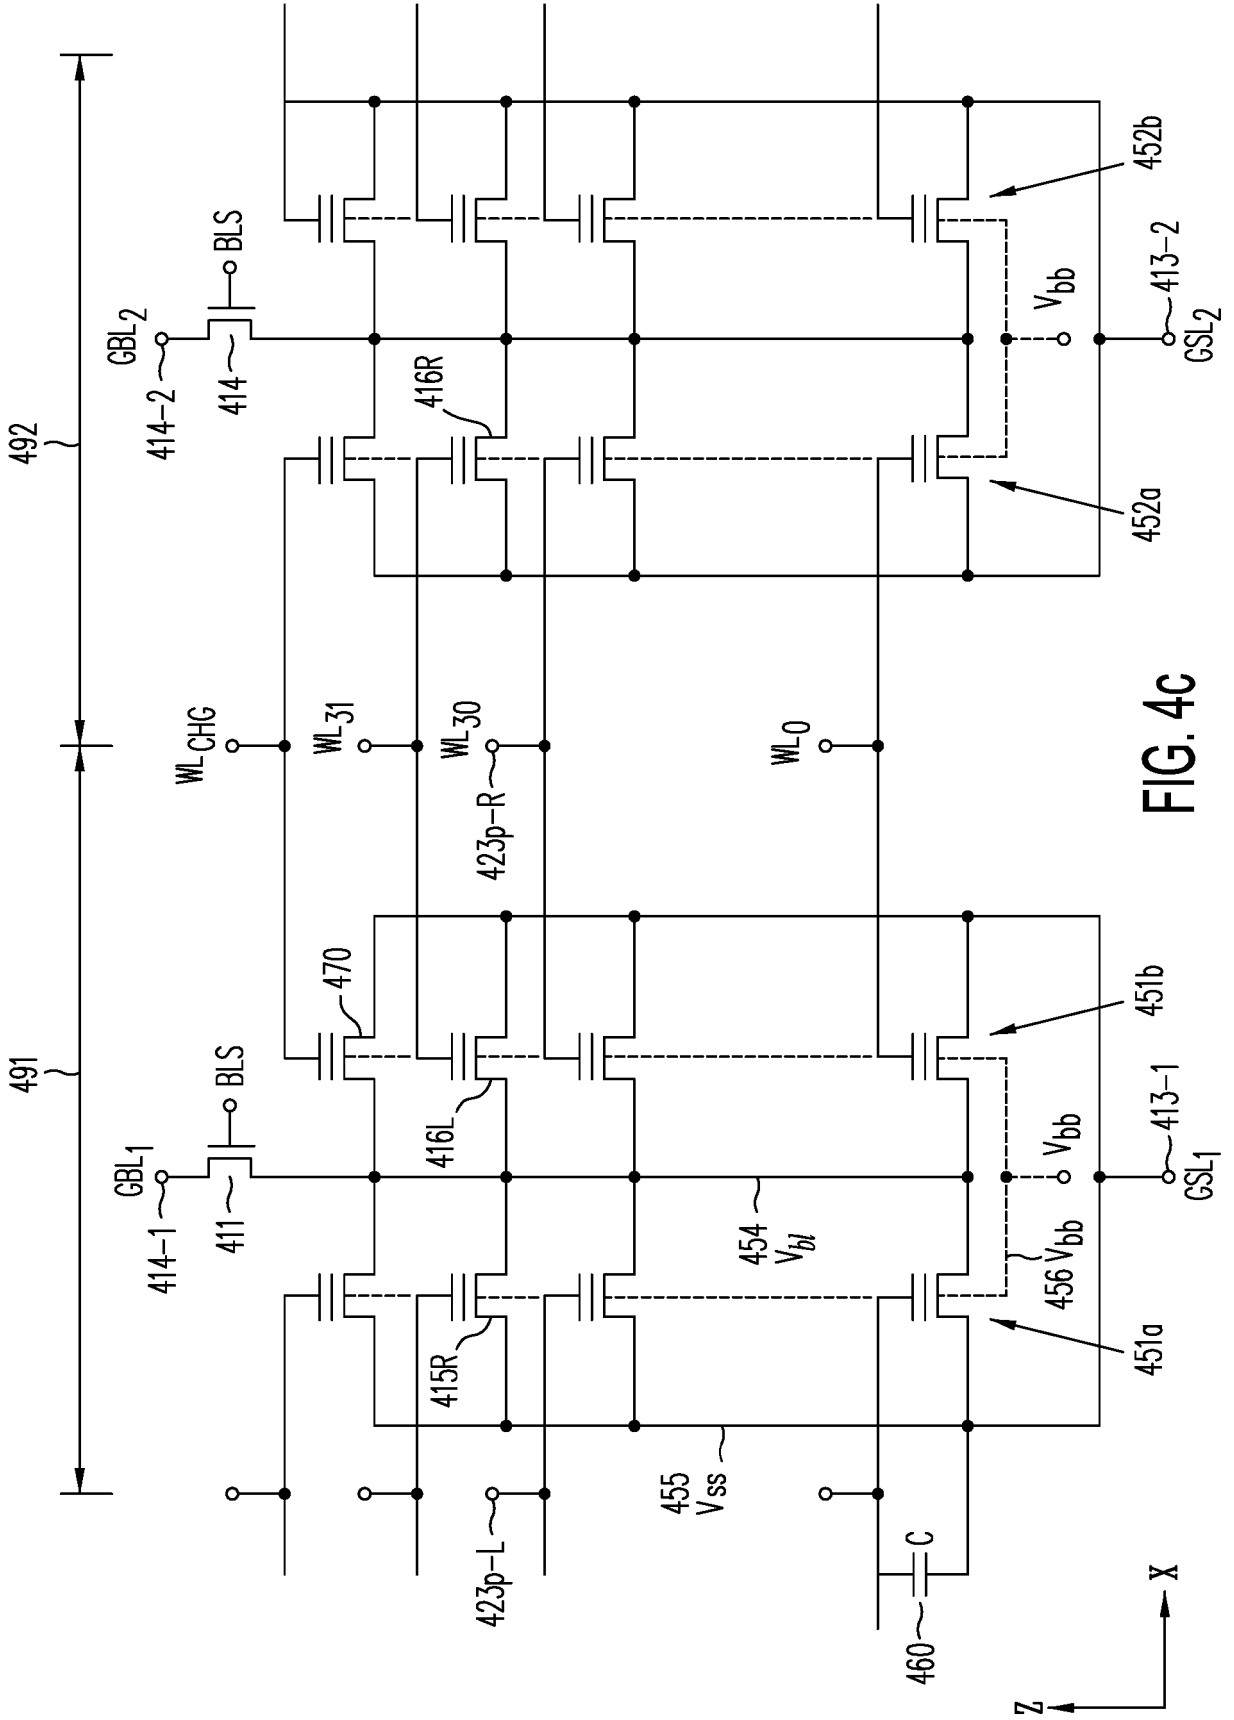 491
492
GBL1
414-1
411
BLS
GBL2
414-2
414
BLS
WLCHG
WL31
WL30
423p-R
WL0
423p-L
470
415R
416L
416R
455
Vss
454
Vbl
460
C
451a
451b
456 Vbb
Vbb
452a
452b
Vbb
413-1
GSL1
413-2
GSL2
Z
X
FIG. 4c